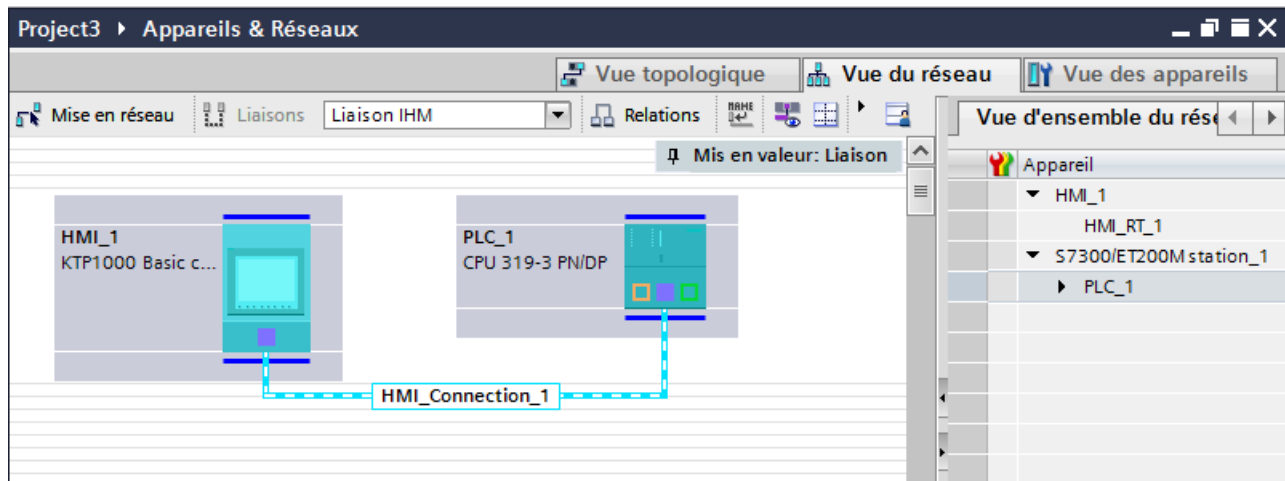 Project3 ▸ Appareils & Réseaux
Vue topologique
Vue du réseau
Vue des appareils
Mise en réseau
Liaisons
Liaison IHM
Relations
NAME
Vue d'ensemble du rése
Mis en valeur: Liaison
Appareil
HMI_1
HMI_RT_1
S7300/ET200M station_1
PLC_1
HMI_1
KTP1000 Basic c...
PLC_1
CPU 319-3 PN/DP
HMI_Connection_1